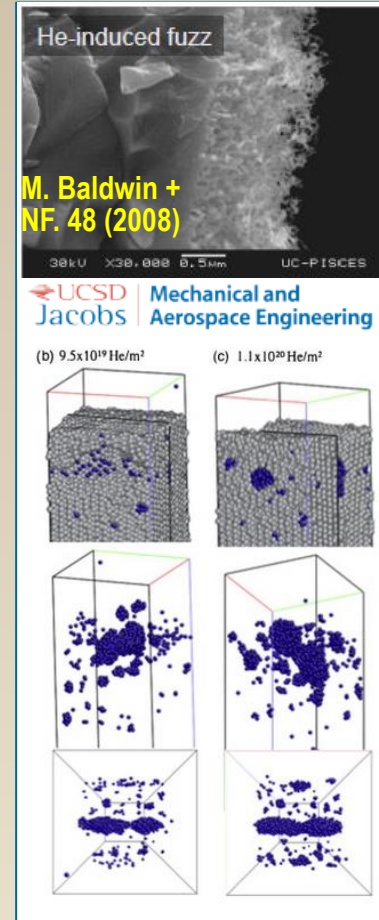 He-induced fuzz
M. Baldwin +
NF. 48 (2008)
30kV X30,000 0.5µm UC-PISCES
UCSD Jacobs | Mechanical and Aerospace Engineering
(b) 9.5x10¹⁹ He/m² (c) 1.1x10²⁰ He/m²